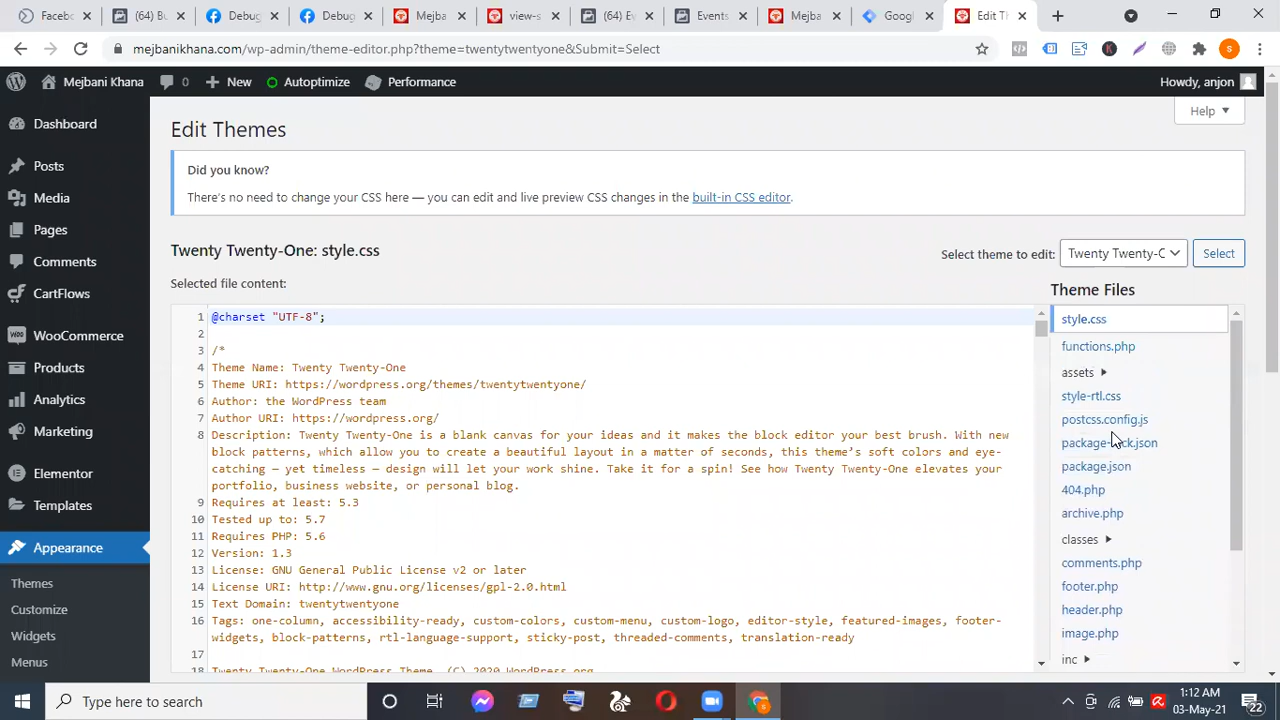 Faceb
(64) Bu
Debug
Debug
Mejba
view-s
(64) Ev
Events
Mejba
Googl
Edit Th
mejbanikhana.com/wp-admin/theme-editor.php?theme=twentytwentyone&Submit=Select
Mejbani Khana
0
New
Autoptimize
Performance
Howdy, anjon
Dashboard
Posts
Media
Pages
Comments
CartFlows
WooCommerce
Products
Analytics
Marketing
Elementor
Templates
Appearance
Themes
Customize
Widgets
Menus
Help
Edit Themes
Did you know?
There's no need to change your CSS here — you can edit and live preview CSS changes in the built-in CSS editor.
Twenty Twenty-One: style.css
Select theme to edit: Twenty Twenty-C Select
Selected file content:
1 @charset "UTF-8";
2
3 /*
4 Theme Name: Twenty Twenty-One
5 Theme URI: https://wordpress.org/themes/twentytwentyone/
6 Author: the WordPress team
7 Author URI: https://wordpress.org/
8 Description: Twenty Twenty-One is a blank canvas for your ideas and it makes the block editor your best brush. With new
block patterns, which allow you to create a beautiful layout in a matter of seconds, this theme's soft colors and eye-
catching — yet timeless — design will let your work shine. Take it for a spin! See how Twenty Twenty-One elevates your
portfolio, business website, or personal blog.
9 Requires at least: 5.3
10 Tested up to: 5.7
11 Requires PHP: 5.6
12 Version: 1.3
13 License: GNU General Public License v2 or later
14 License URI: http://www.gnu.org/licenses/gpl-2.0.html
15 Text Domain: twentytwentyone
16 Tags: one-column, accessibility-ready, custom-colors, custom-menu, custom-logo, editor-style, featured-images, footer-
widgets, block-patterns, rtl-language-support, sticky-post, threaded-comments, translation-ready
17
18 Twenty Twenty-One WordPress Theme, (C) 2020 WordPress.org
Theme Files
style.css
functions.php
assets
style-rtl.css
postcss.config.js
package-lock.json
package.json
404.php
archive.php
classes
comments.php
footer.php
header.php
image.php
inc
Type here to search
1:12 AM
03-May-21
22